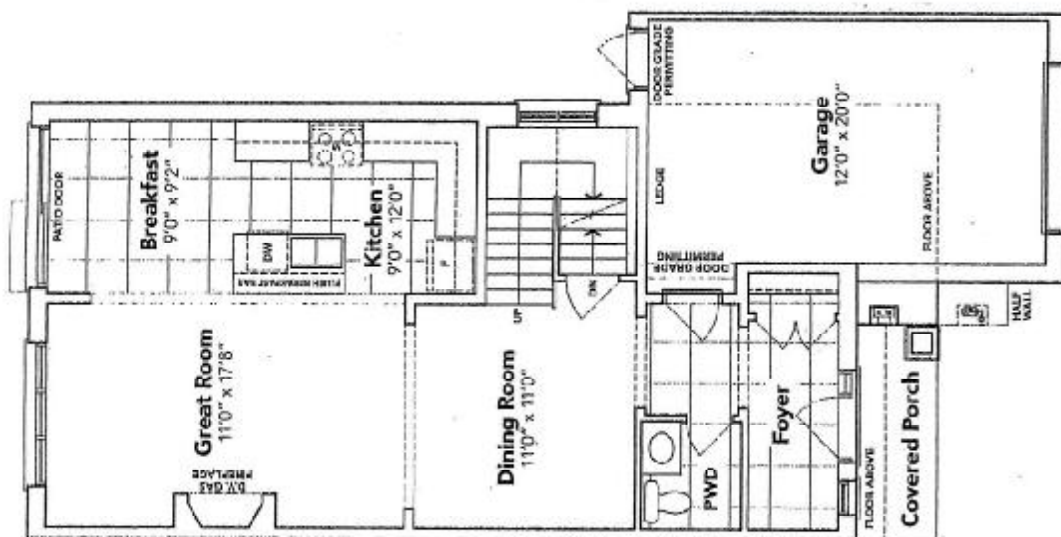 PATIO DOOR
Breakfast
9'0" x 9'2"
DW
FLUSH BREAKFAST BAR
Kitchen
9'0" x 12'0"
F
Great Room
11'0" x 17'8"
D.V. GAS
FIREPLACE
UP
DN
Dining Room
11'0" x 11'0"
PWD
Foyer
DOOR GRADE
PERMITTING
LEDGE
DOOR GRADE
PERMITTING
Garage
12'0" x 20'0"
FLOOR ABOVE
HALF
WALL
FLOOR ABOVE
Covered Porch